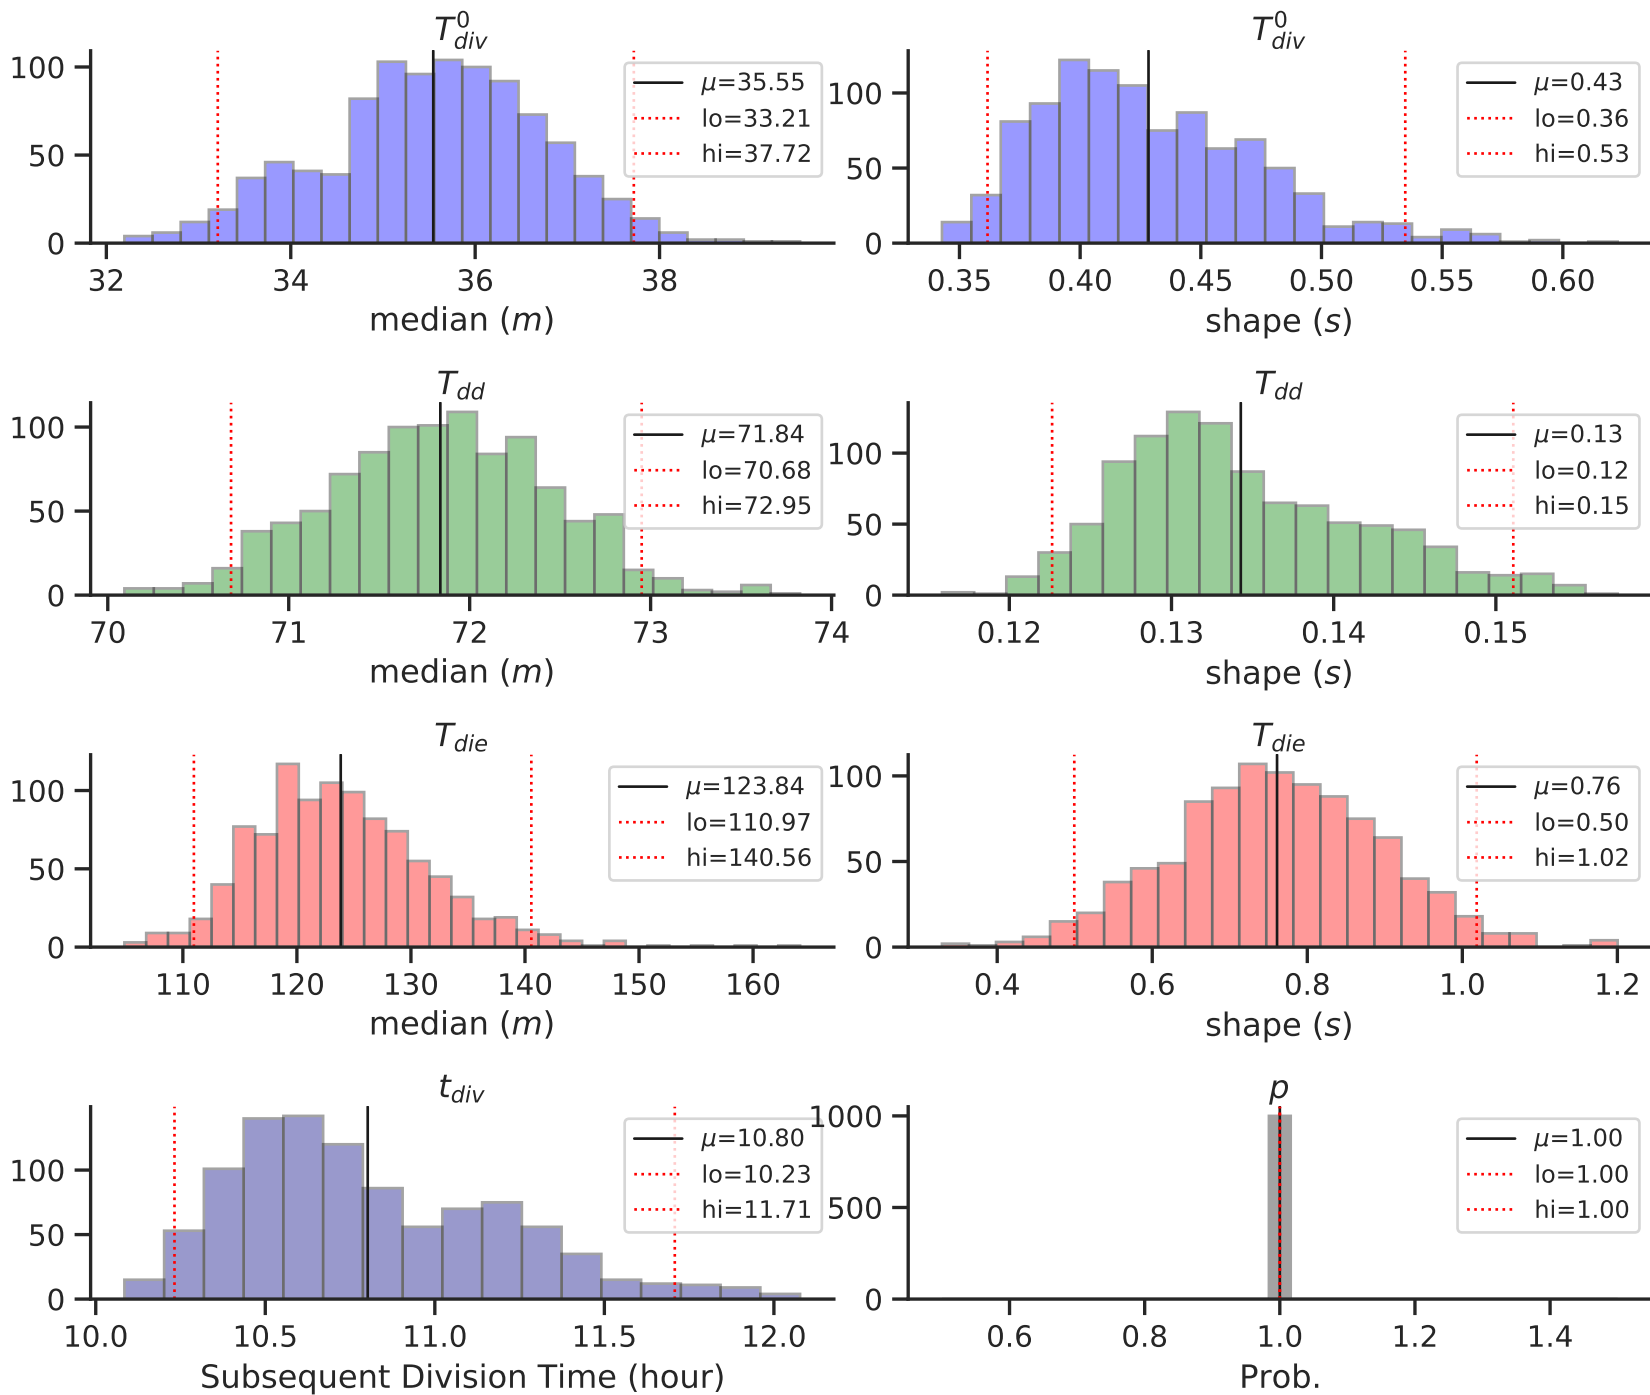 T⁰div
100
50
0
μ=35.55
lo=33.21
hi=37.72
32 34 36 38
median (m)
T⁰div
100
50
0
μ=0.43
lo=0.36
hi=0.53
0.35 0.40 0.45 0.50 0.55 0.60
shape (s)
Tdd
100
50
0
μ=71.84
lo=70.68
hi=72.95
70 71 72 73 74
median (m)
Tdd
100
50
0
μ=0.13
lo=0.12
hi=0.15
0.12 0.13 0.14 0.15
shape (s)
Tdie
100
50
0
μ=123.84
lo=110.97
hi=140.56
110 120 130 140 150 160
median (m)
Tdie
100
50
0
μ=0.76
lo=0.50
hi=1.02
0.4 0.6 0.8 1.0 1.2
shape (s)
tdiv
100
50
0
μ=10.80
lo=10.23
hi=11.71
10.0 10.5 11.0 11.5 12.0
Subsequent Division Time (hour)
p
1000
500
0
μ=1.00
lo=1.00
hi=1.00
0.6 0.8 1.0 1.2 1.4
Prob.